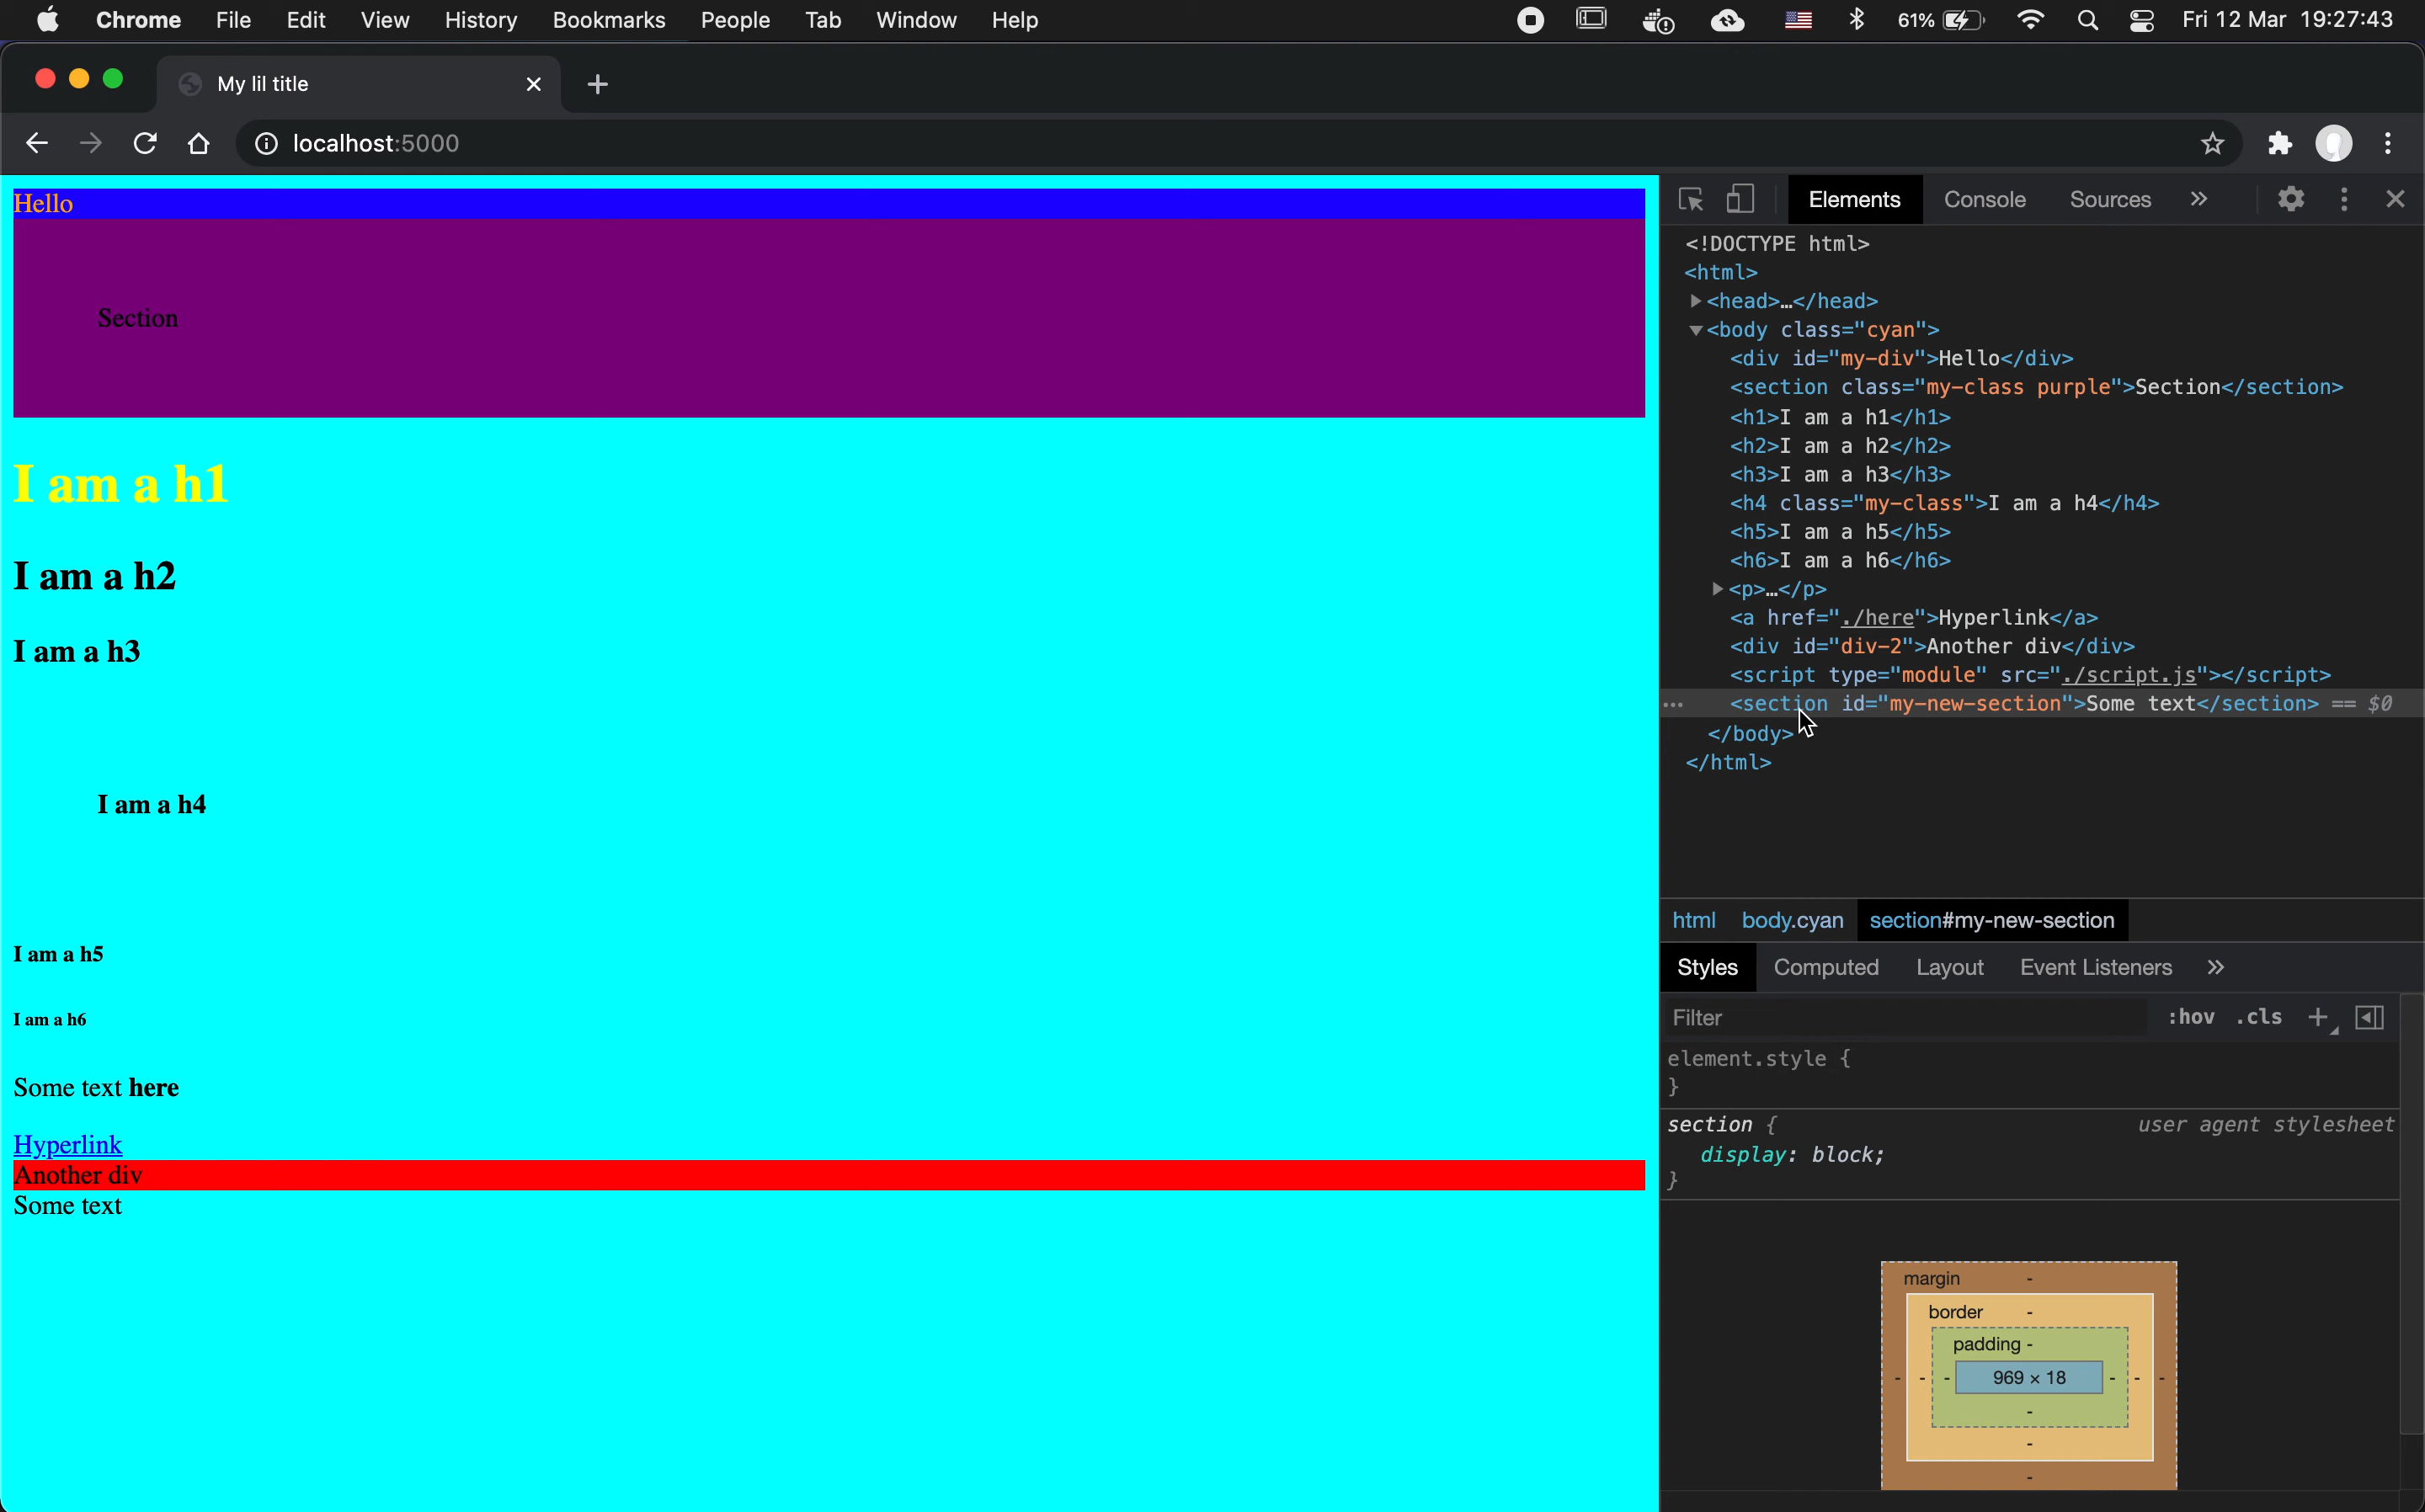 Chrome File Edit View History Bookmarks People Tab Window Help 61% Fri 12 Mar 19:27:43
My lil title
localhost:5000
Hello
Section
I am a h1
I am a h2
I am a h3
I am a h4
I am a h5
I am a h6
Some text here
Hyperlink
Another div
Some text
Elements Console Sources »
<!DOCTYPE html>
<html>
<head>…</head>
<body class="cyan">
<div id="my-div">Hello</div>
<section class="my-class purple">Section</section>
<h1>I am a h1</h1>
<h2>I am a h2</h2>
<h3>I am a h3</h3>
<h4 class="my-class">I am a h4</h4>
<h5>I am a h5</h5>
<h6>I am a h6</h6>
<p>…</p>
<a href="./here">Hyperlink</a>
<div id="div-2">Another div</div>
<script type="module" src="./script.js"></script>
<section id="my-new-section">Some text</section> == $0
</body>
</html>
html body.cyan section#my-new-section
Styles Computed Layout Event Listeners »
Filter :hov .cls +
element.style {
}
section { user agent stylesheet
display: block;
}
margin -
border -
padding -
- - - 969 × 18 - - -
-
-
-